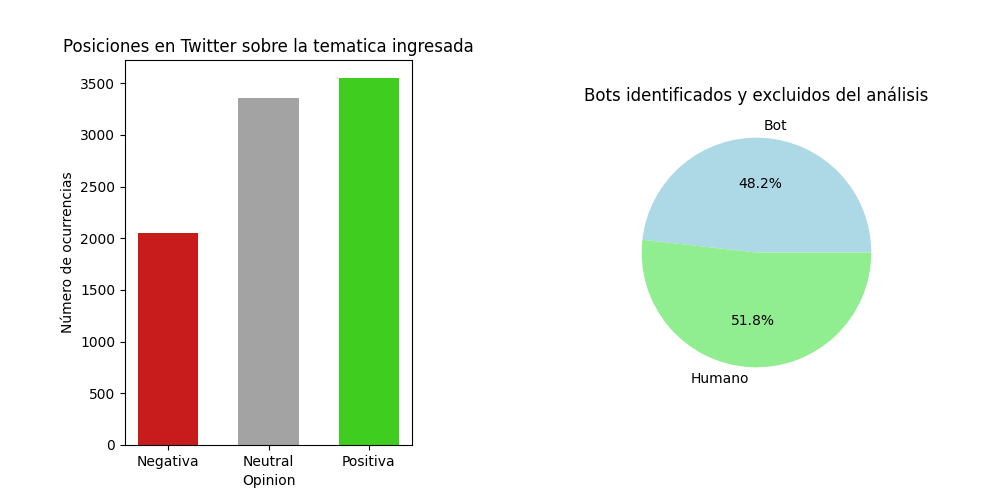 Posiciones en Twitter sobre la tematica ingresada
Número de ocurrencias
3500
3000
2500
2000
1500
1000
500
0
Negativa
Neutral
Positiva
Opinion
Bots identificados y excluidos del análisis
Bot
48.2%
51.8%
Humano